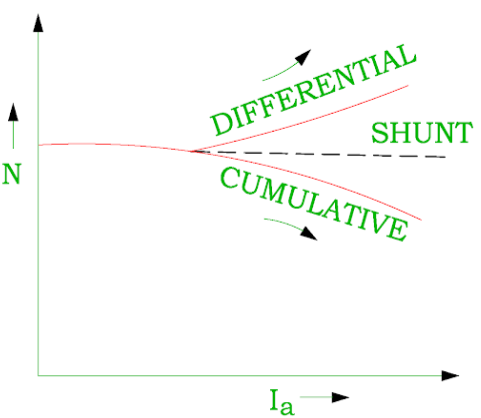 DIFFERENTIAL
SHUNT
N
CUMULATIVE
Ia